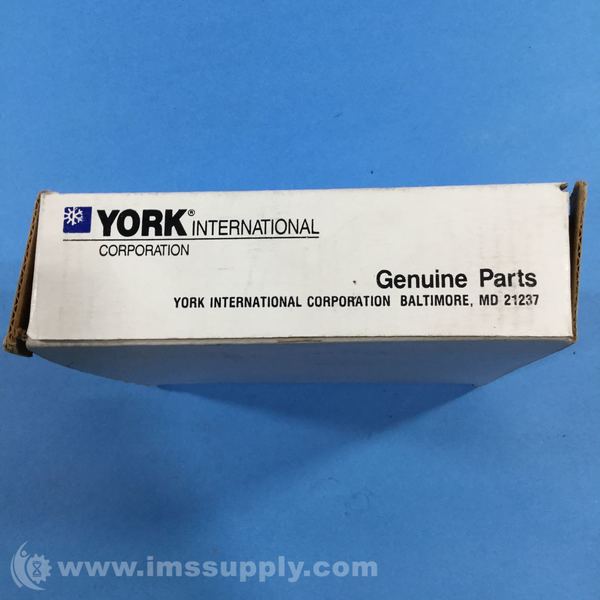 YORK® INTERNATIONAL
CORPORATION
Genuine Parts
YORK INTERNATIONAL CORPORATION BALTIMORE, MD 21237
www.imssupply.com